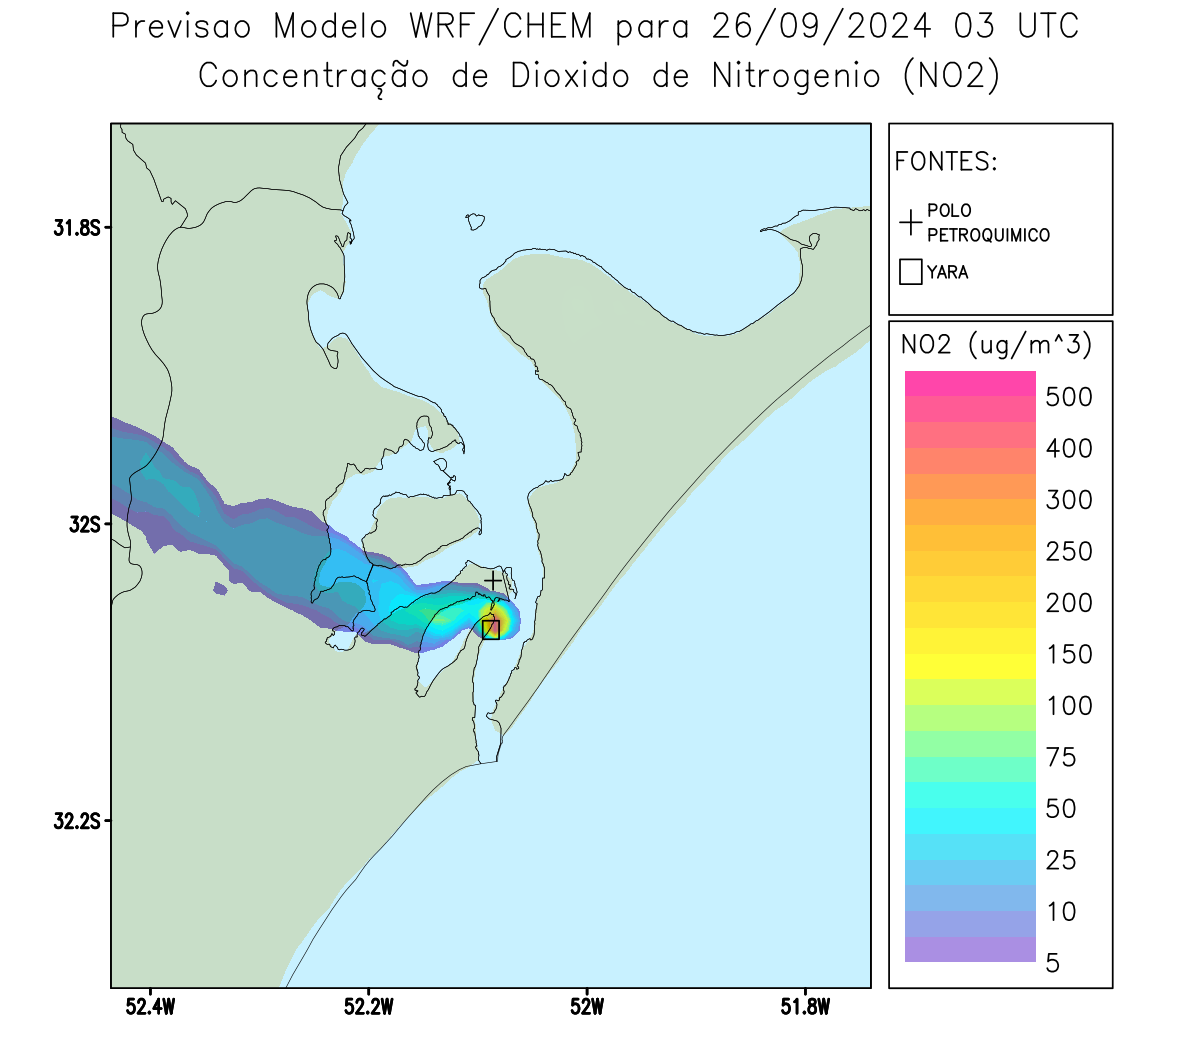 Previsao Modelo WRF/CHEM para 26/09/2024 03 UTC
Concentração de Dioxido de Nitrogenio (NO2)
FONTES:
POLO
PETROQUIMICO
YARA
NO2 (ug/m^3)
500
400
300
250
200
150
100
75
50
25
10
5
31.8S
32S
32.2S
52.4W
52.2W
52W
51.8W